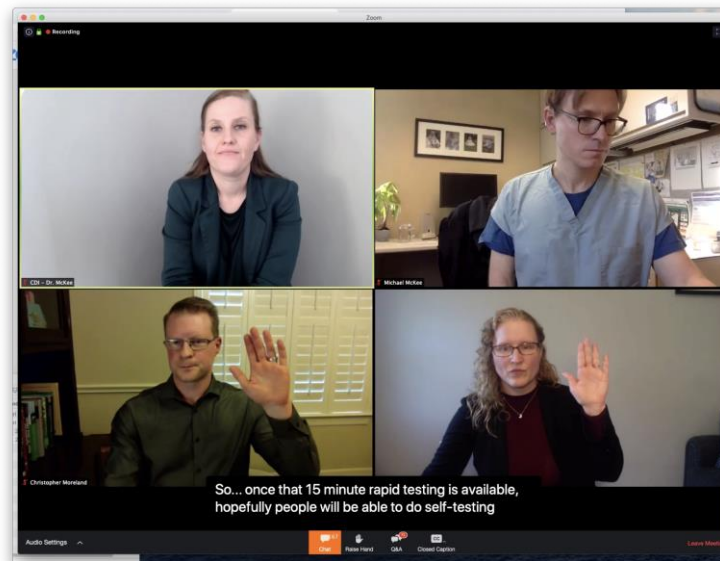 Zoom
Recording
CDI - Dr. McKee
Michael McKee
Christopher Moreland
So... once that 15 minute rapid testing is available,
hopefully people will be able to do self-testing
Audio Settings
Chat
Raise Hand
Q&A
Closed Caption